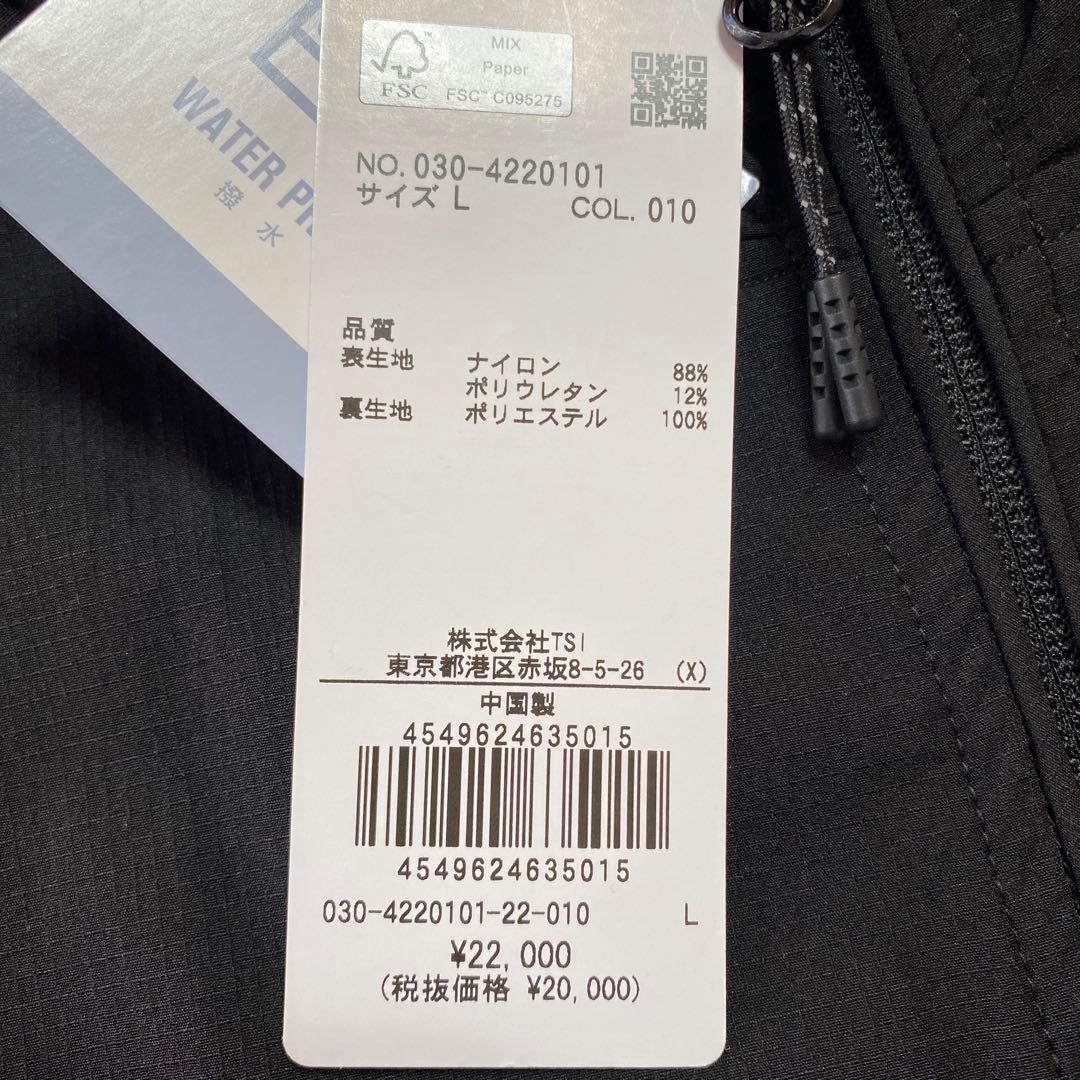 WATER
撥水
MIX
Paper
FSC
FSC™ C095275
NO. 030-4220101
サイズ L COL. 010
品質
表生地 ナイロン 88%
ポリウレタン 12%
裏生地 ポリエステル 100%
株式会社TSI
東京都港区赤坂8-5-26 (X)
中国製
4549624635015
4549624635015
030-4220101-22-010 L
¥22,000
(税抜価格 ¥20,000)